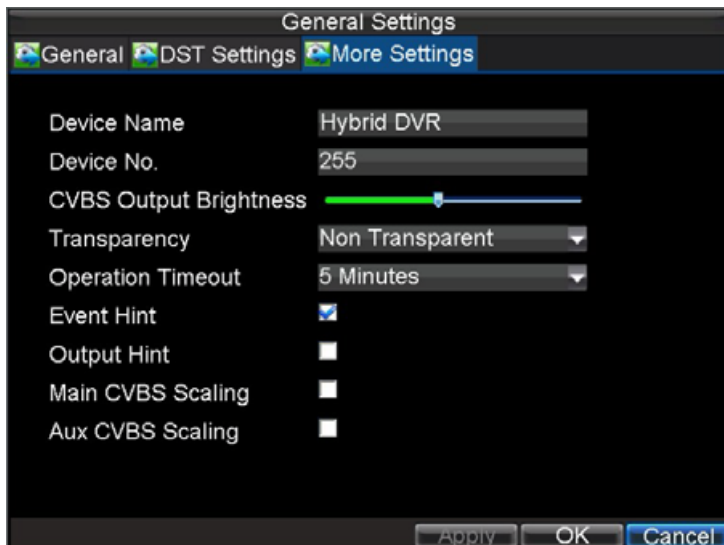 General Settings
General DST Settings More Settings
Device Name Hybrid DVR
Device No. 255
CVBS Output Brightness
Transparency Non Transparent
Operation Timeout 5 Minutes
Event Hint
Output Hint
Main CVBS Scaling
Aux CVBS Scaling
Apply OK Cancel